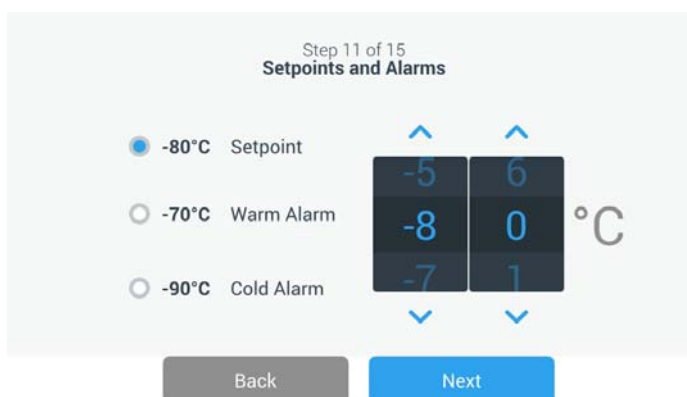 Step 11 of 15
Setpoints and Alarms
-80°C Setpoint
-70°C Warm Alarm
-90°C Cold Alarm
-5 6
-8 0 °C
-7 1
Back Next